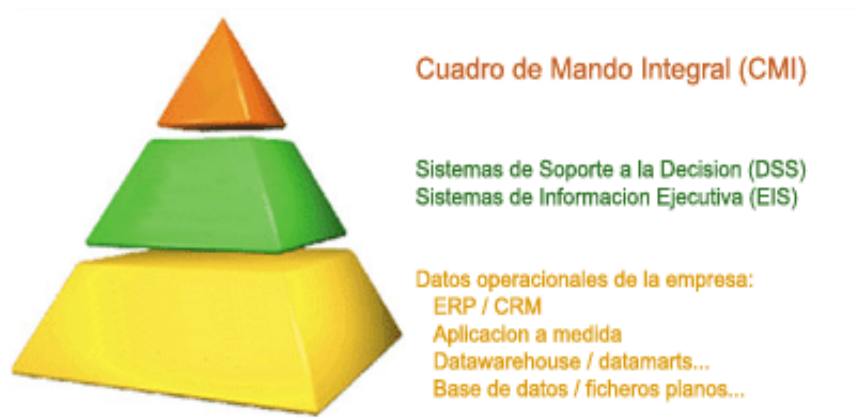 Cuadro de Mando Integral (CMI)
Sistemas de Soporte a la Decision (DSS)
Sistemas de Informacion Ejecutiva (EIS)
Datos operacionales de la empresa:
ERP / CRM
Aplicacion a medida
Datawarehouse / datamarts...
Base de datos / ficheros planos...